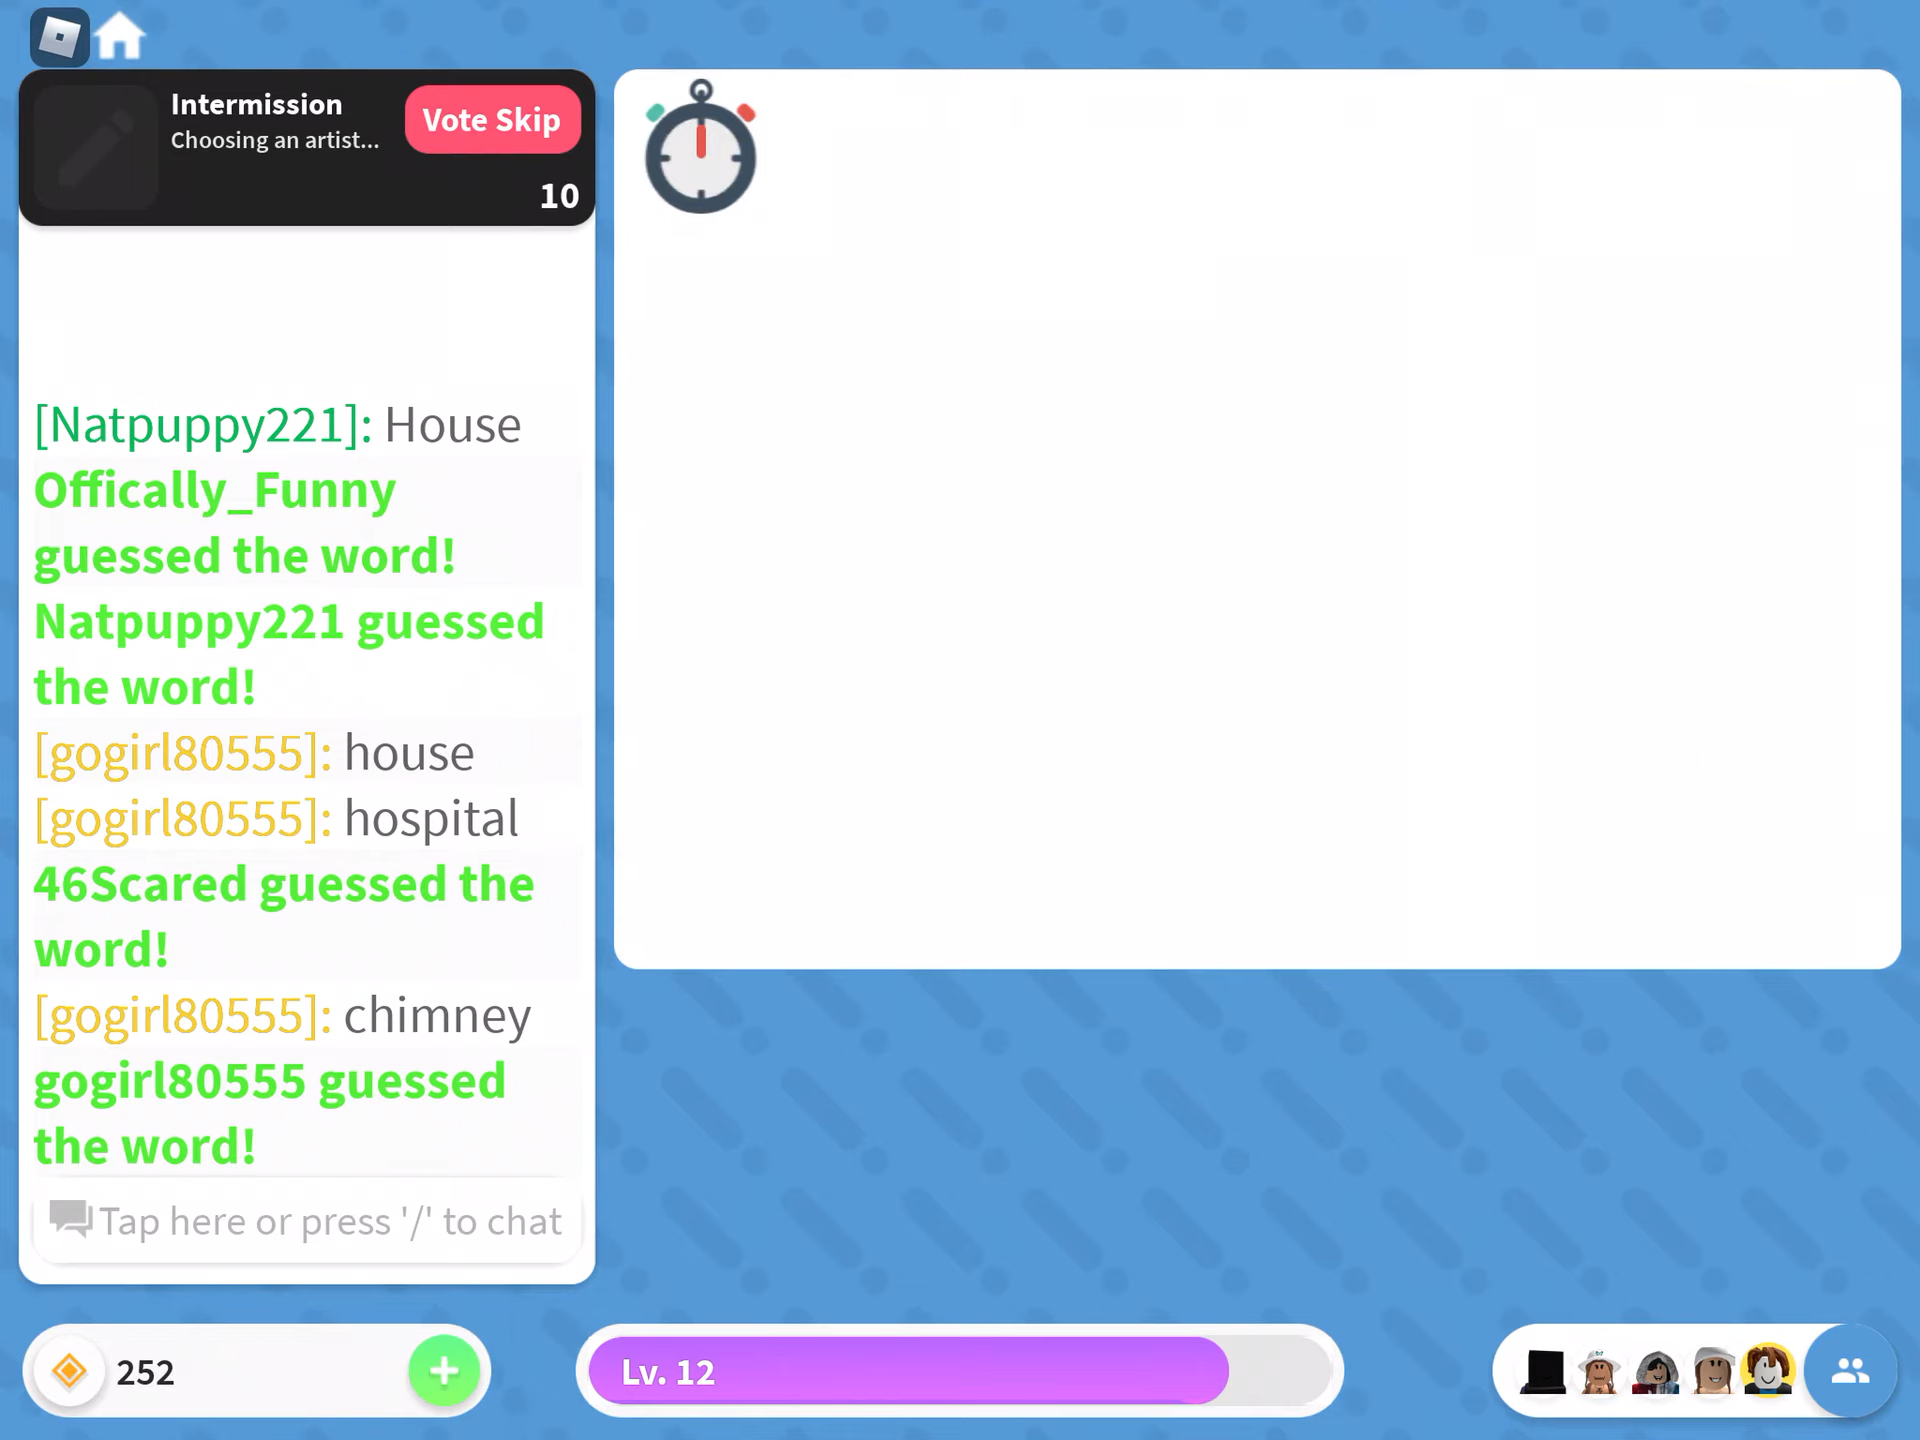 Intermission
Choosing an artist...
Vote Skip
10
[Natpuppy221]: House
Offically_Funny
guessed the word!
Natpuppy221 guessed
the word!
[gogirl80555]: house
[gogirl80555]: hospital
46Scared guessed the
word!
[gogirl80555]: chimney
gogirl80555 guessed
the word!
Tap here or press '/' to chat
252
Lv. 12